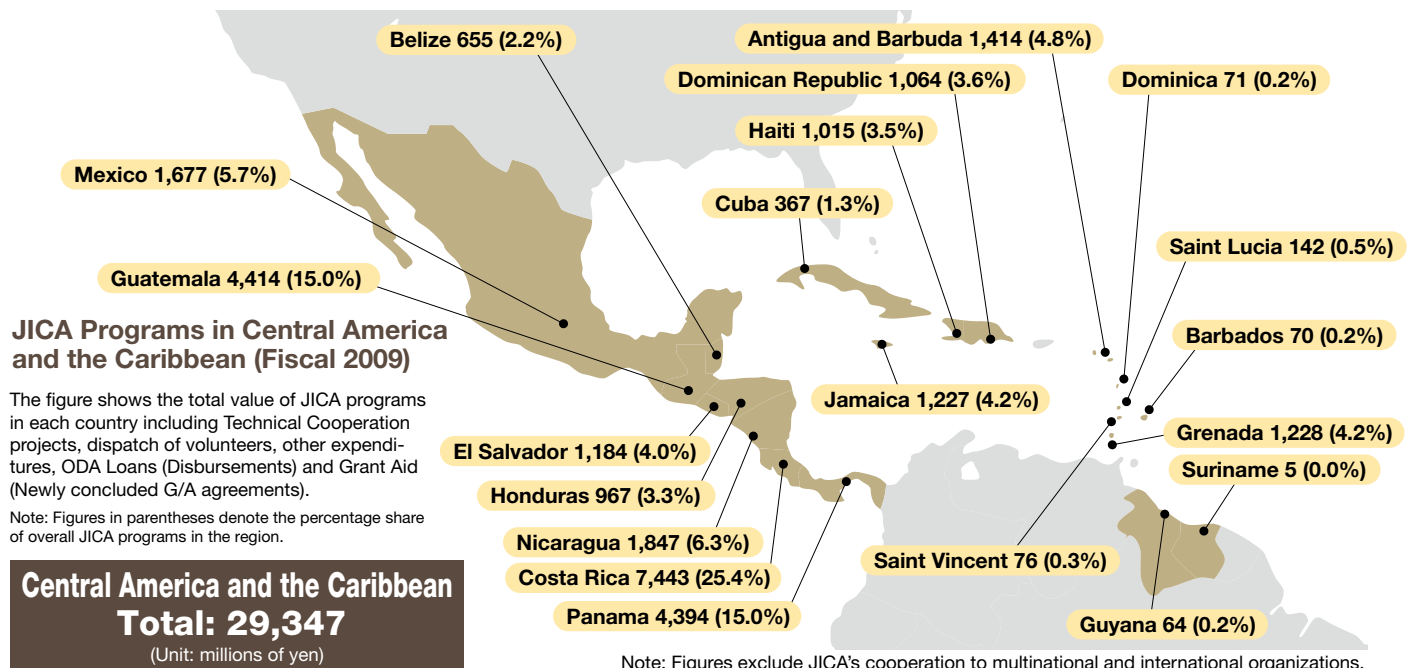 Belize 655 (2.2%)
Antigua and Barbuda 1,414 (4.8%)
Dominican Republic 1,064 (3.6%)
Dominica 71 (0.2%)
Haiti 1,015 (3.5%)
Mexico 1,677 (5.7%)
Cuba 367 (1.3%)
Saint Lucia 142 (0.5%)
Guatemala 4,414 (15.0%)
JICA Programs in Central America
and the Caribbean (Fiscal 2009)
Barbados 70 (0.2%)
The figure shows the total value of JICA programs
in each country including Technical Cooperation
projects, dispatch of volunteers, other expendi-
tures, ODA Loans (Disbursements) and Grant Aid
(Newly concluded G/A agreements).
Note: Figures in parentheses denote the percentage share
of overall JICA programs in the region.
Jamaica 1,227 (4.2%)
Grenada 1,228 (4.2%)
El Salvador 1,184 (4.0%)
Suriname 5 (0.0%)
Honduras 967 (3.3%)
Nicaragua 1,847 (6.3%)
Saint Vincent 76 (0.3%)
Costa Rica 7,443 (25.4%)
Panama 4,394 (15.0%)
Guyana 64 (0.2%)
Central America and the Caribbean
Total: 29,347
(Unit: millions of yen)
Note: Figures exclude JICA's cooperation to multinational and international organizations.